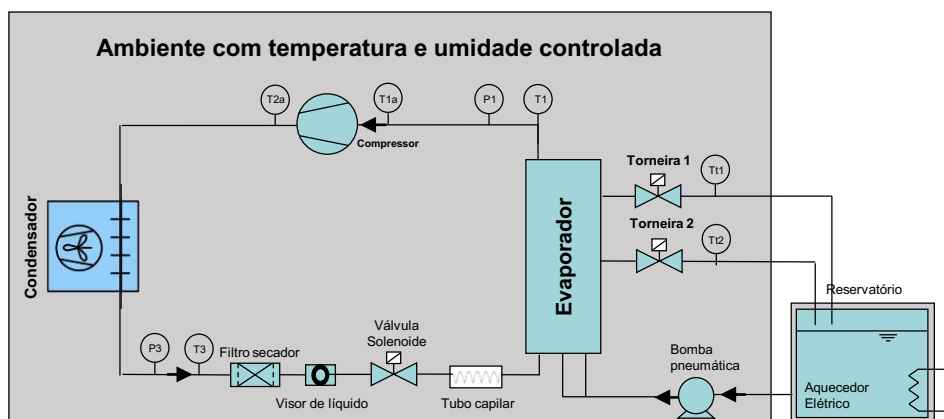 Ambiente com temperatura e umidade controlada
T2a
T1a
P1
T1
Compressor
Torneira 1
Tt1
Torneira 2
Tt2
Condensador
Evaporador
Reservatório
P3
T3
Filtro secador
Válvula
Solenoide
Bomba
pneumática
Visor de líquido
Tubo capilar
Aquecedor
Elétrico